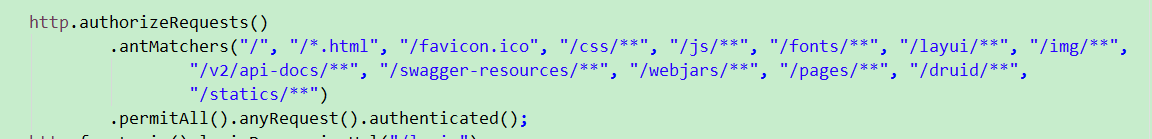 http.authorizeRequests()
.antMatchers("/", "/*.html", "/favicon.ico", "/css/**", "/js/**", "/fonts/**", "/layui/**", "/img/**",
"/v2/api-docs/**", "/swagger-resources/**", "/webjars/**", "/pages/**", "/druid/**",
"/statics/**")
.permitAll().anyRequest().authenticated();